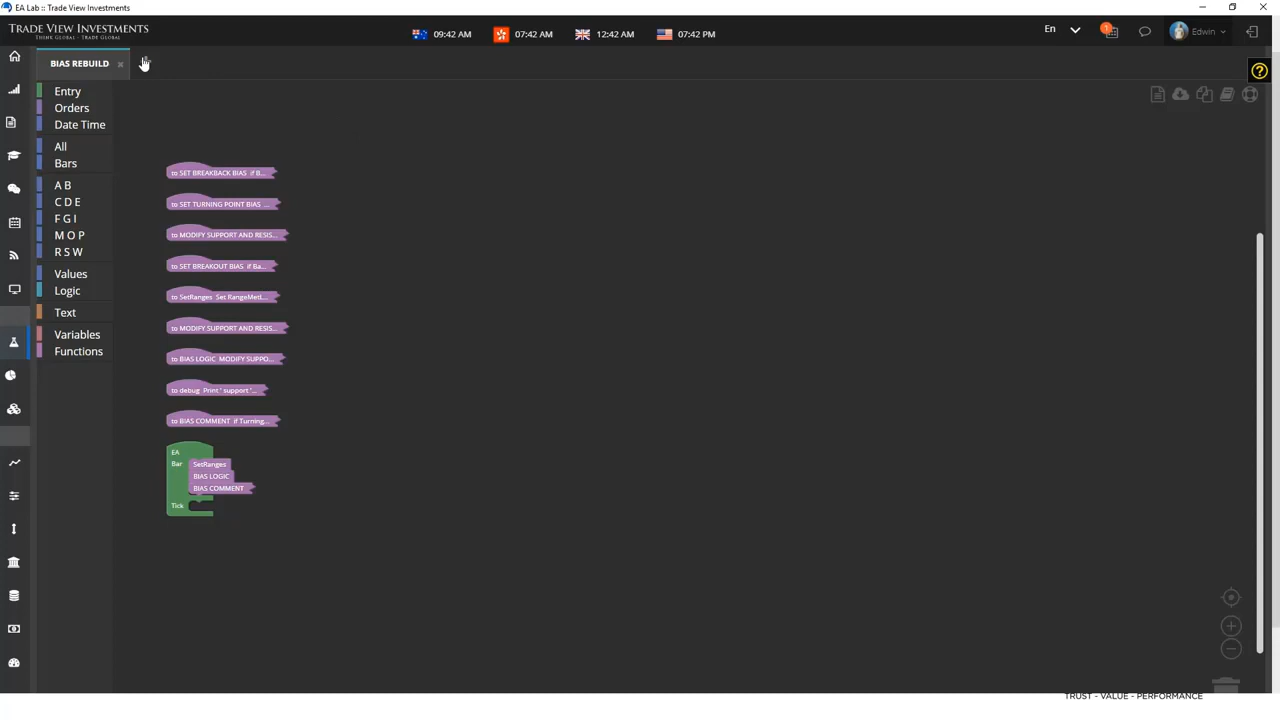 EA Lab :: Trade View Investments
TRADE VIEW INVESTMENTS
THINK GLOBAL · TRADE GLOBAL
09:42 AM
07:42 AM
12:42 AM
07:42 PM
En
Edwin
BIAS REBUILD
Entry
Orders
Date Time
All
Bars
A B
C D E
F G I
M O P
R S W
Values
Logic
Text
Variables
Functions
to SET BREAKBACK BIAS if B...
to SET TURNING POINT BIAS ...
to MODIFY SUPPORT AND RESIS...
to SET BREAKOUT BIAS if Ba...
to SetRanges Set RangeMetL...
to MODIFY SUPPORT AND RESIS...
to BIAS LOGIC MODIFY SUPPO...
to debug Print " support "...
to BIAS COMMENT if Turning...
EA
Bar
SetRanges
BIAS LOGIC
BIAS COMMENT
Tick
TRUST - VALUE - PERFORMANCE